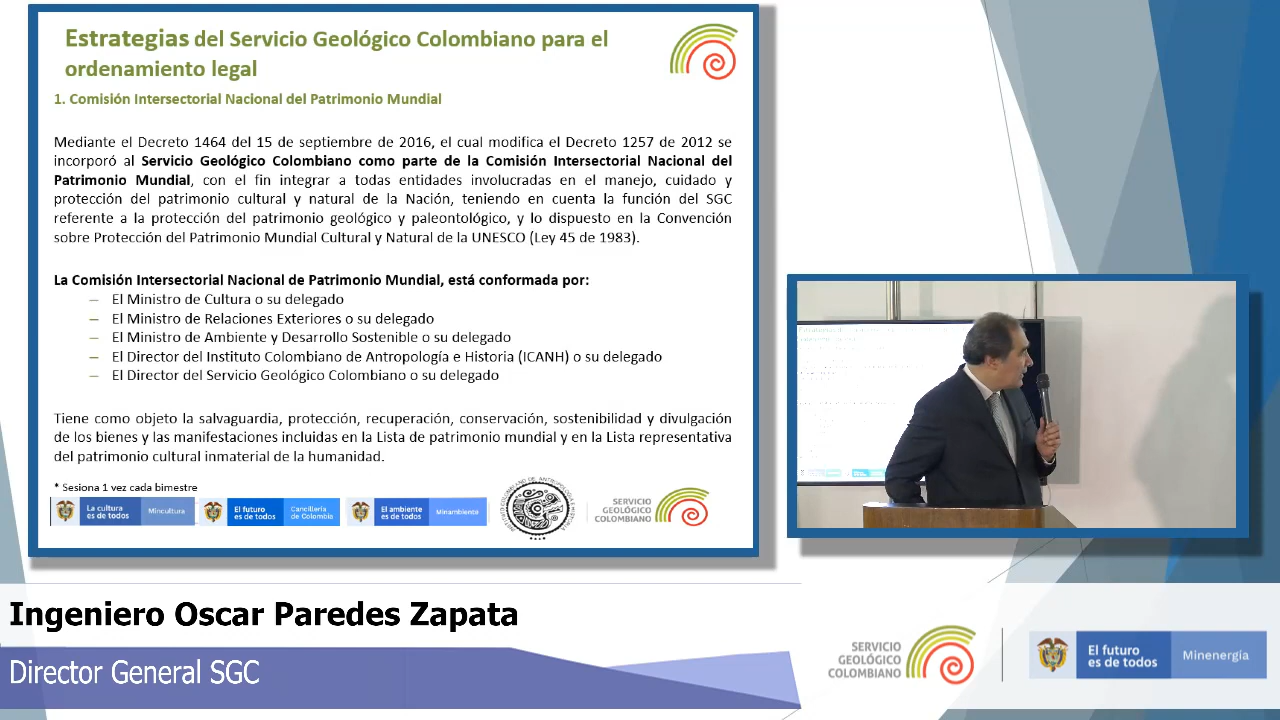 Estrategias del Servicio Geológico Colombiano para el
ordenamiento legal
1. Comisión Intersectorial Nacional del Patrimonio Mundial
Mediante el Decreto 1464 del 15 de septiembre de 2016, el cual modifica el Decreto 1257 de 2012 se
incorporó al Servicio Geológico Colombiano como parte de la Comisión Intersectorial Nacional del
Patrimonio Mundial, con el fin integrar a todas entidades involucradas en el manejo, cuidado y
protección del patrimonio cultural y natural de la Nación, teniendo en cuenta la función del SGC
referente a la protección del patrimonio geológico y paleontológico, y lo dispuesto en la Convención
sobre Protección del Patrimonio Mundial Cultural y Natural de la UNESCO (Ley 45 de 1983).
La Comisión Intersectorial Nacional de Patrimonio Mundial, está conformada por:
– El Ministro de Cultura o su delegado
– El Ministro de Relaciones Exteriores o su delegado
– El Ministro de Ambiente y Desarrollo Sostenible o su delegado
– El Director del Instituto Colombiano de Antropología e Historia (ICANH) o su delegado
– El Director del Servicio Geológico Colombiano o su delegado
Tiene como objeto la salvaguardia, protección, recuperación, conservación, sostenibilidad y divulgación
de los bienes y las manifestaciones incluidas en la Lista de patrimonio mundial y en la Lista representativa
del patrimonio cultural inmaterial de la humanidad.
* Sesiona 1 vez cada bimestre
La cultura
es de todos
Mincultura
El futuro
es de todos
Cancillería
de Colombia
El ambiente
es de todos
Minambiente
SERVICIO
GEOLÓGICO
COLOMBIANO
Ingeniero Oscar Paredes Zapata
Director General SGC
SERVICIO
GEOLÓGICO
COLOMBIANO
El futuro
es de todos
Minenergía